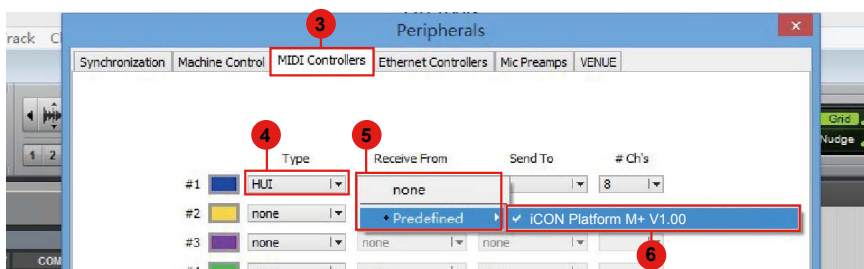 3
Peripherals
rack
Synchronization Machine Control MIDI Controllers Ethernet Controllers Mic Preamps VENUE
4 5
Grid
Nudge
1 2
Type Receive From Send To # Ch's
#1 HUI none 8
#2 none Predefined iCON Platform M+ V1.00
#3 none none none
6
COM